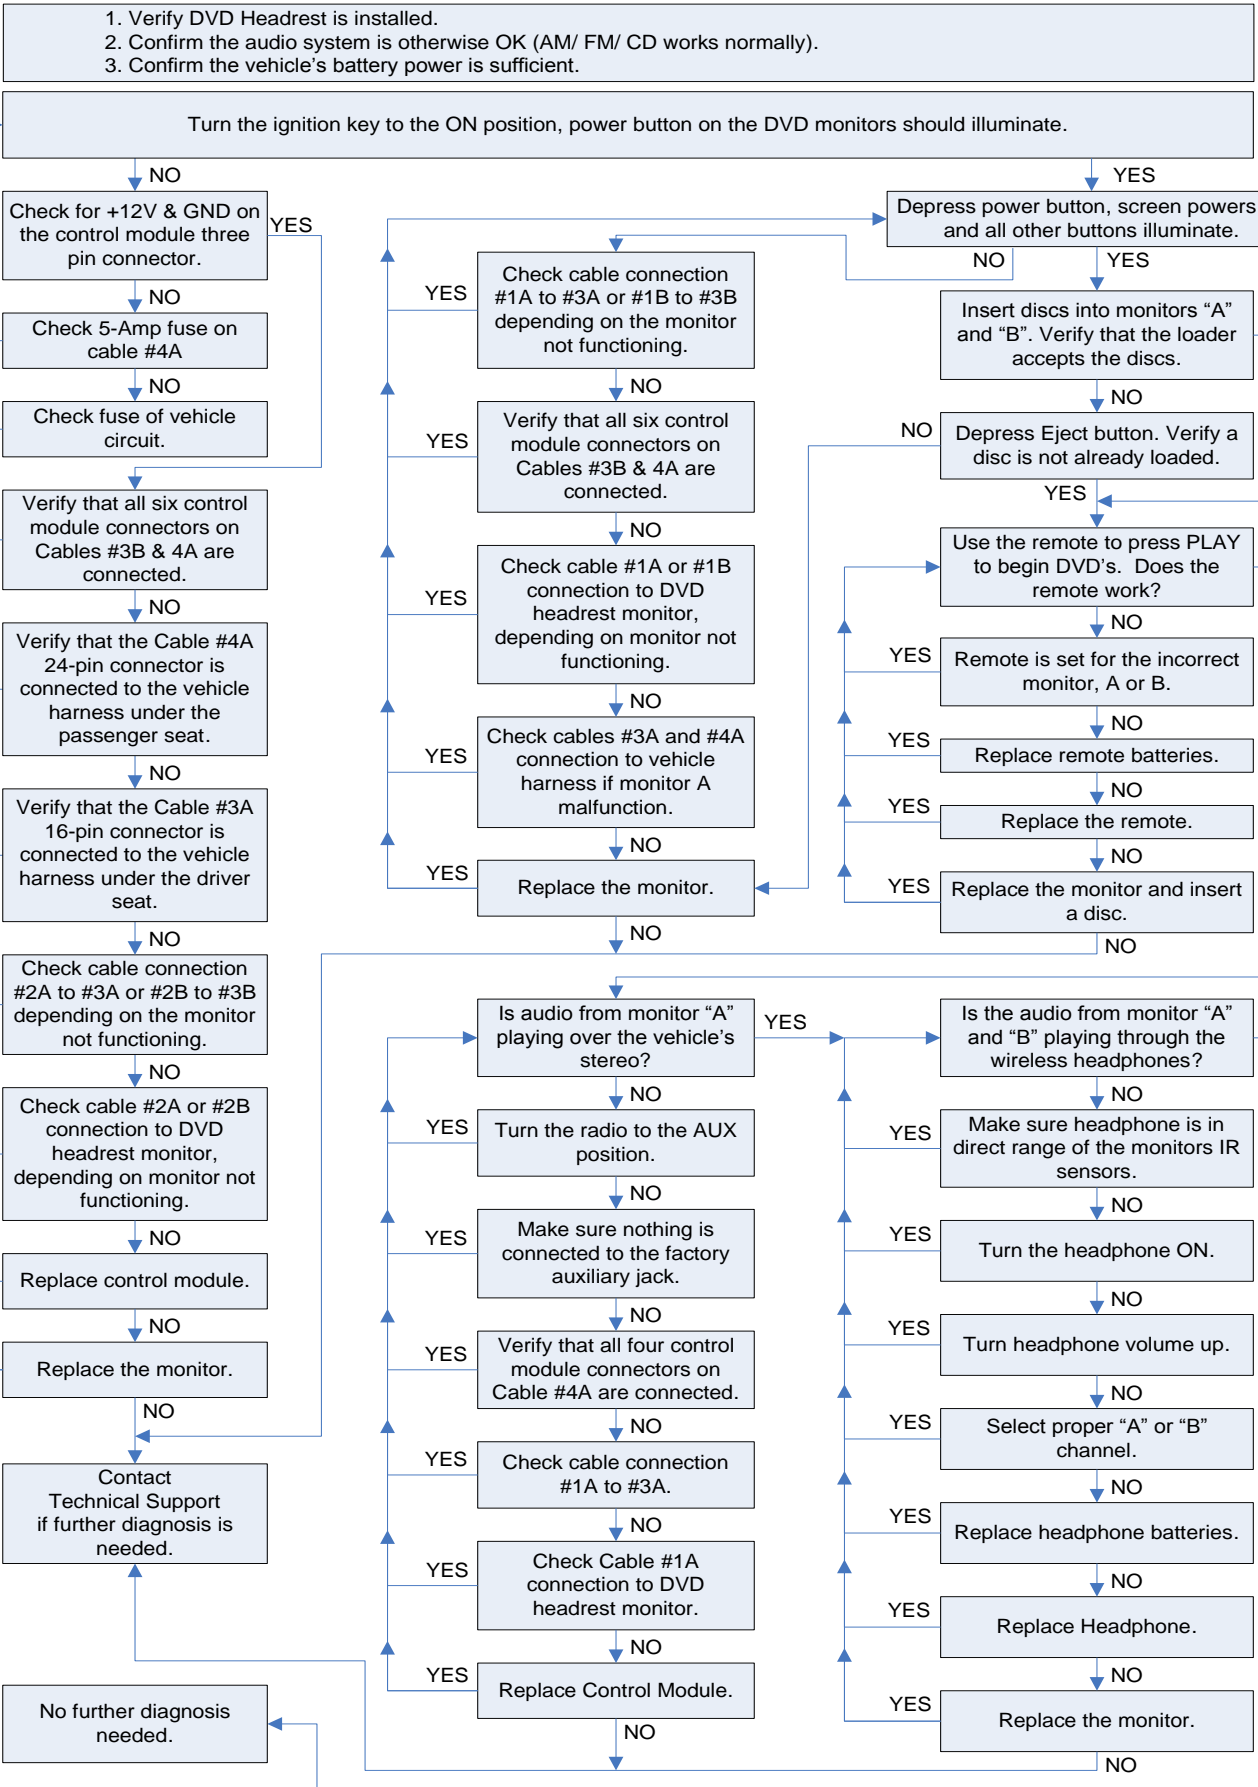 1. Verify DVD Headrest is installed.
2. Confirm the audio system is otherwise OK (AM/ FM/ CD works normally).
3. Confirm the vehicle's battery power is sufficient.
Turn the ignition key to the ON position, power button on the DVD monitors should illuminate.
NO
Check for +12V & GND on
the control module three
pin connector.
YES
NO
Check 5-Amp fuse on
cable #4A
NO
Check fuse of vehicle
circuit.
Verify that all six control
module connectors on
Cables #3B & 4A are
connected.
NO
Verify that the Cable #4A
24-pin connector is
connected to the vehicle
harness under the
passenger seat.
NO
Verify that the Cable #3A
16-pin connector is
connected to the vehicle
harness under the driver
seat.
NO
Check cable connection
#2A to #3A or #2B to #3B
depending on the monitor
not functioning.
NO
Check cable #2A or #2B
connection to DVD
headrest monitor,
depending on monitor not
functioning.
NO
Replace control module.
NO
Replace the monitor.
NO
Contact
Technical Support
if further diagnosis is
needed.
No further diagnosis
needed.
YES
Check cable connection
#1A to #3A or #1B to #3B
depending on the monitor
not functioning.
NO
YES
Verify that all six control
module connectors on
Cables #3B & 4A are
connected.
NO
YES
Check cable #1A or #1B
connection to DVD
headrest monitor,
depending on monitor not
functioning.
NO
YES
Check cables #3A and #4A
connection to vehicle
harness if monitor A
malfunction.
NO
YES
Replace the monitor.
NO
YES
Depress power button, screen powers
and all other buttons illuminate.
NO
YES
Insert discs into monitors “A”
and “B”. Verify that the loader
accepts the discs.
NO
NO
Depress Eject button. Verify a
disc is not already loaded.
YES
Use the remote to press PLAY
to begin DVD's. Does the
remote work?
NO
YES
Remote is set for the incorrect
monitor, A or B.
NO
YES
Replace remote batteries.
NO
YES
Replace the remote.
NO
YES
Replace the monitor and insert
a disc.
NO
Is audio from monitor “A”
playing over the vehicle's
stereo?
YES
NO
YES
Turn the radio to the AUX
position.
NO
YES
Make sure nothing is
connected to the factory
auxiliary jack.
NO
YES
Verify that all four control
module connectors on
Cable #4A are connected.
NO
YES
Check cable connection
#1A to #3A.
NO
YES
Check Cable #1A
connection to DVD
headrest monitor.
NO
YES
Replace Control Module.
NO
Is the audio from monitor “A”
and “B” playing through the
wireless headphones?
NO
YES
Make sure headphone is in
direct range of the monitors IR
sensors.
NO
YES
Turn the headphone ON.
NO
YES
Turn headphone volume up.
NO
YES
Select proper “A” or “B”
channel.
NO
YES
Replace headphone batteries.
NO
YES
Replace Headphone.
NO
YES
Replace the monitor.
NO